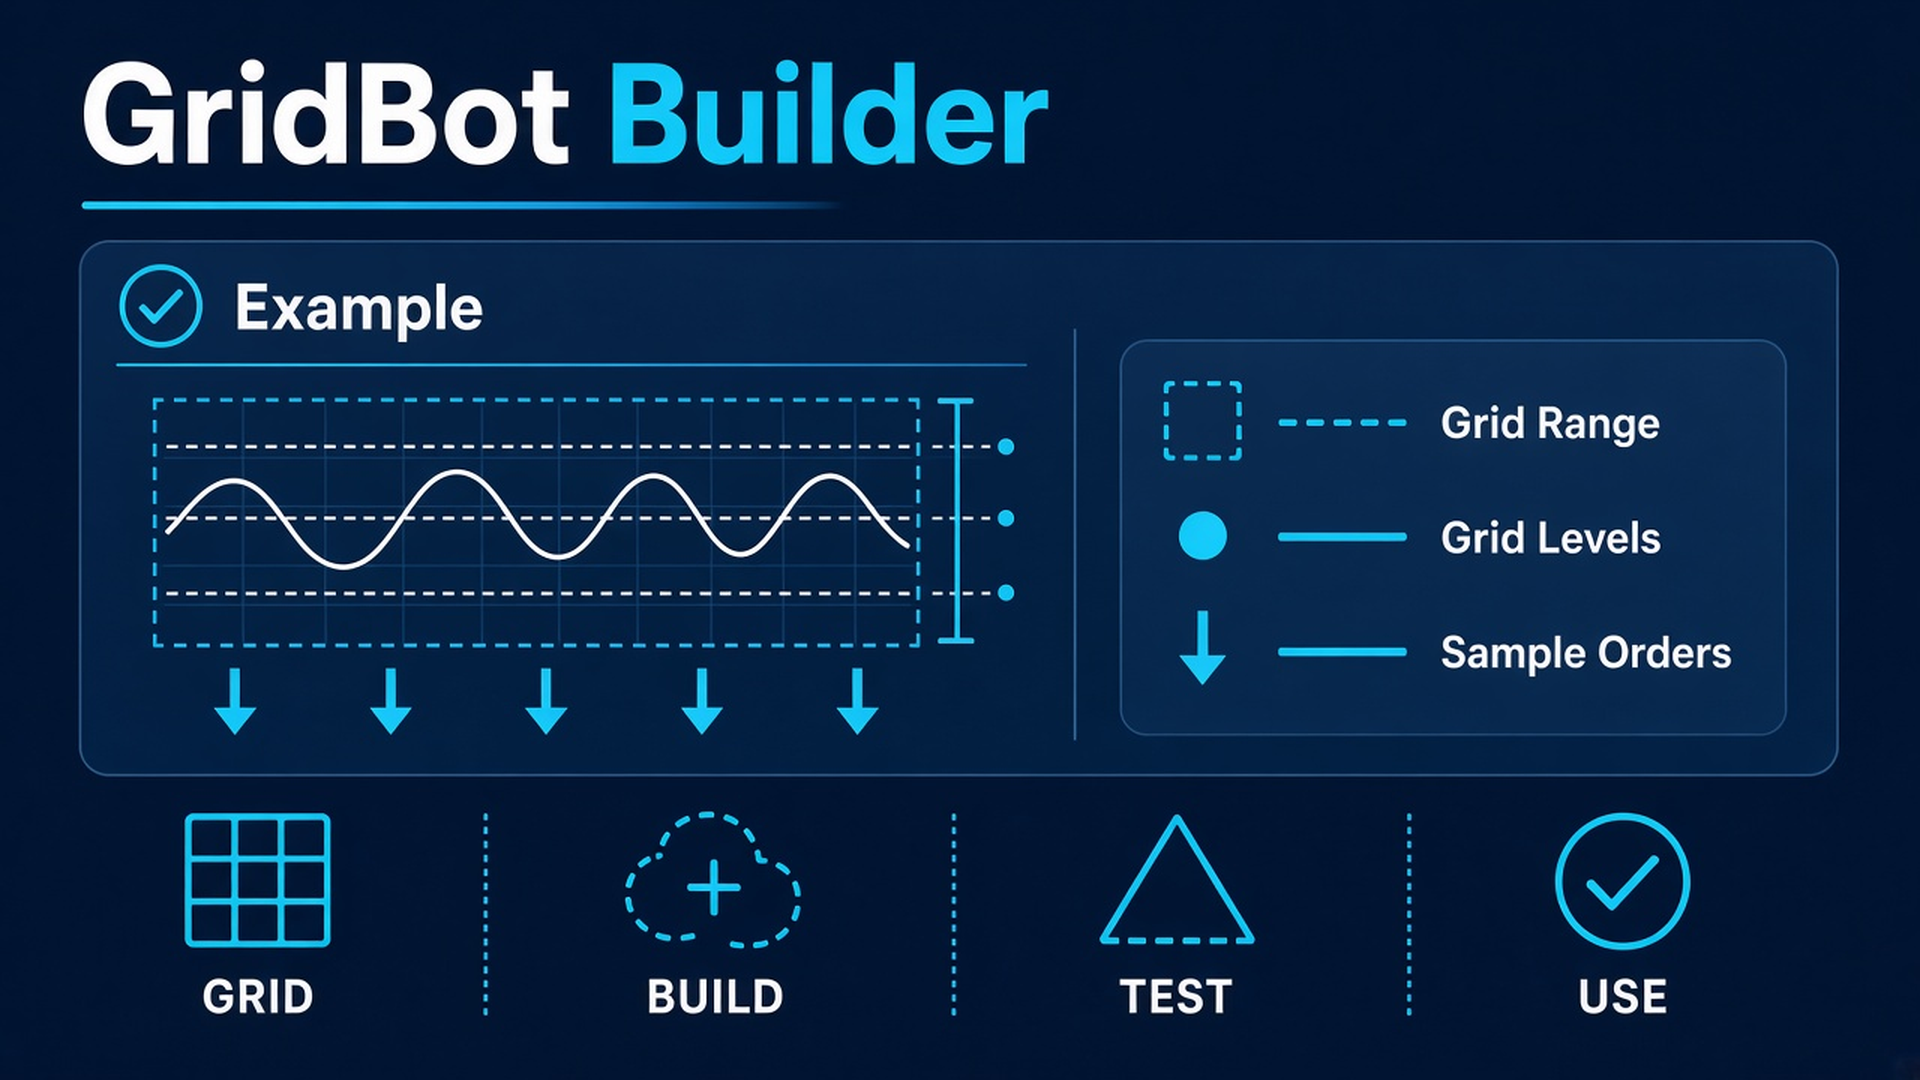 GridBot Builder
Example
Grid Range
Grid Levels
Sample Orders
GRID
BUILD
TEST
USE